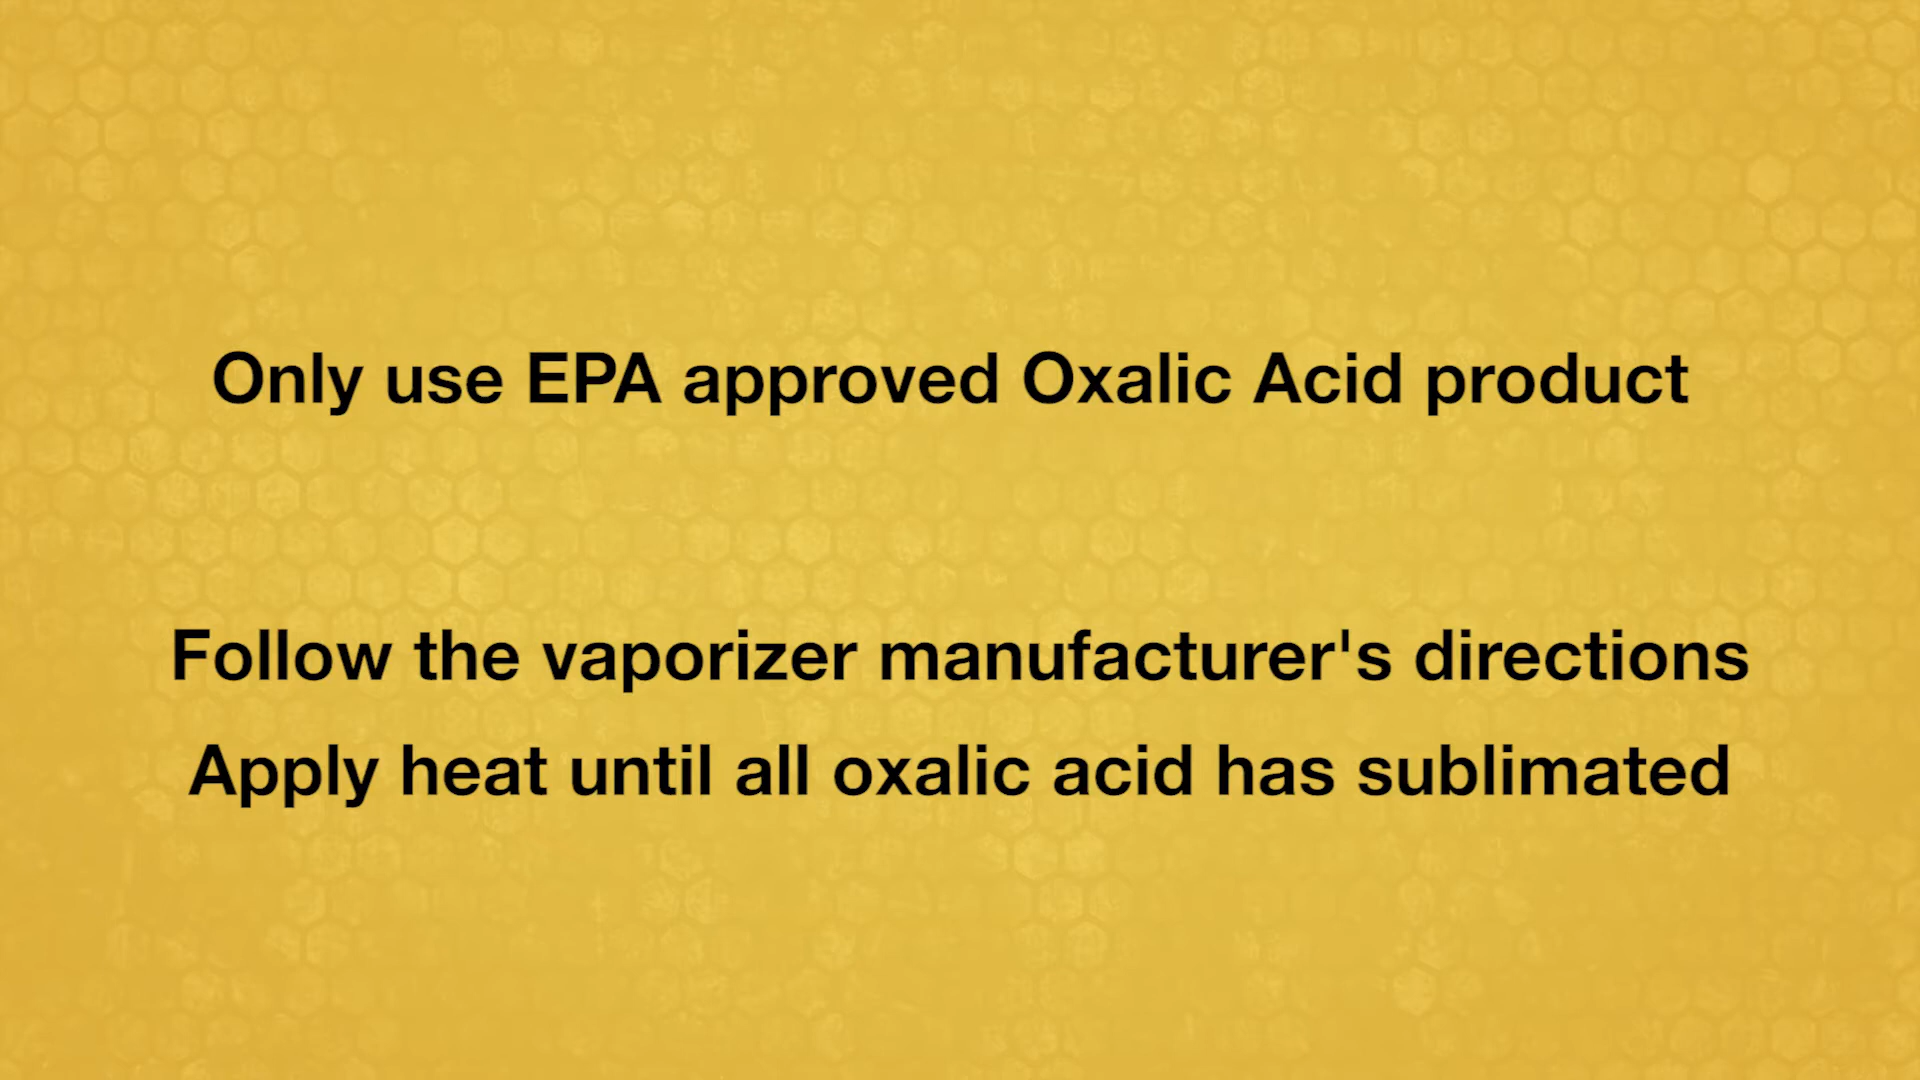 Only use EPA approved Oxalic Acid product
Follow the vaporizer manufacturer's directions
Apply heat until all oxalic acid has sublimated